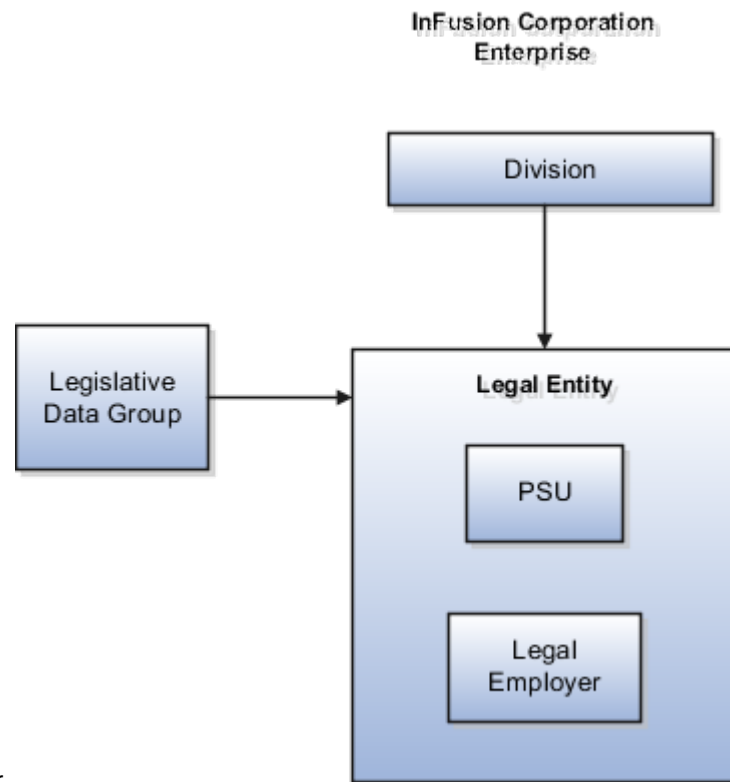 InFusion Corporation
Enterprise
Division
Legislative
Data Group
Legal Entity
PSU
Legal
Employer